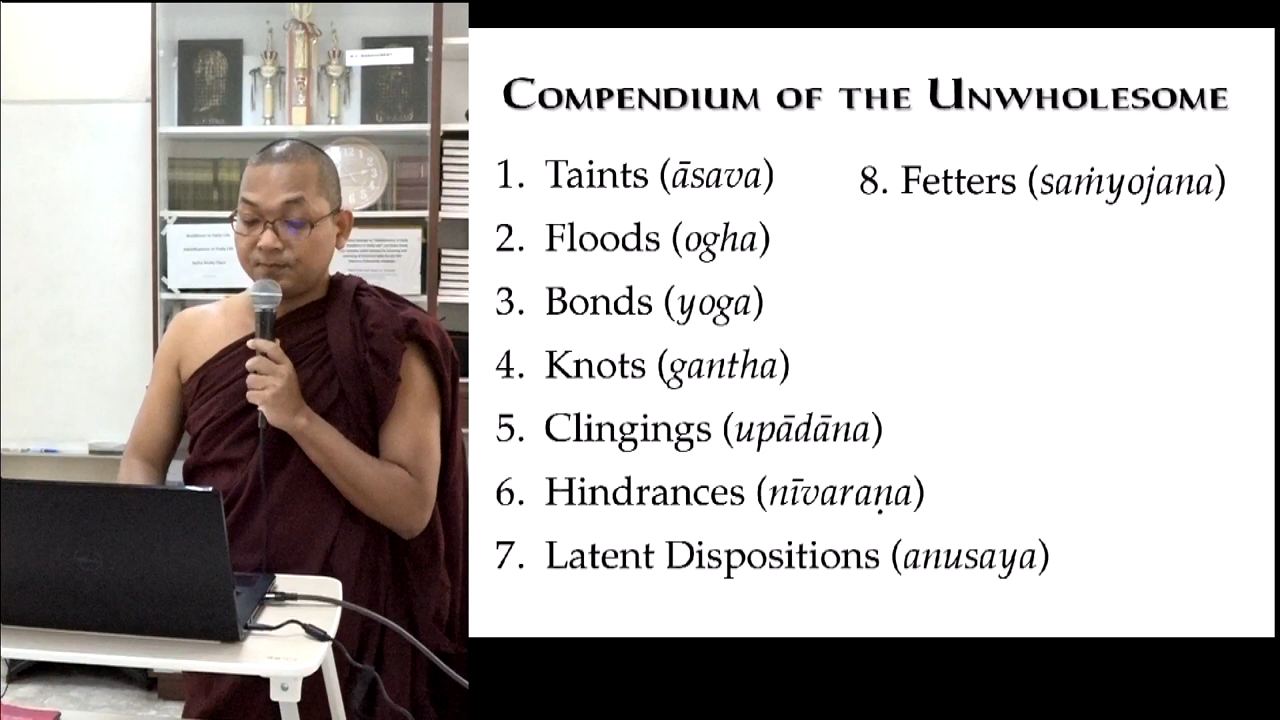 COMPENDIUM OF THE UNWHOLESOME
1. Taints (āsava)
2. Floods (ogha)
3. Bonds (yoga)
4. Knots (gantha)
5. Clingings (upādāna)
6. Hindrances (nīvaraṇa)
7. Latent Dispositions (anusaya)
8. Fetters (saṁyojana)